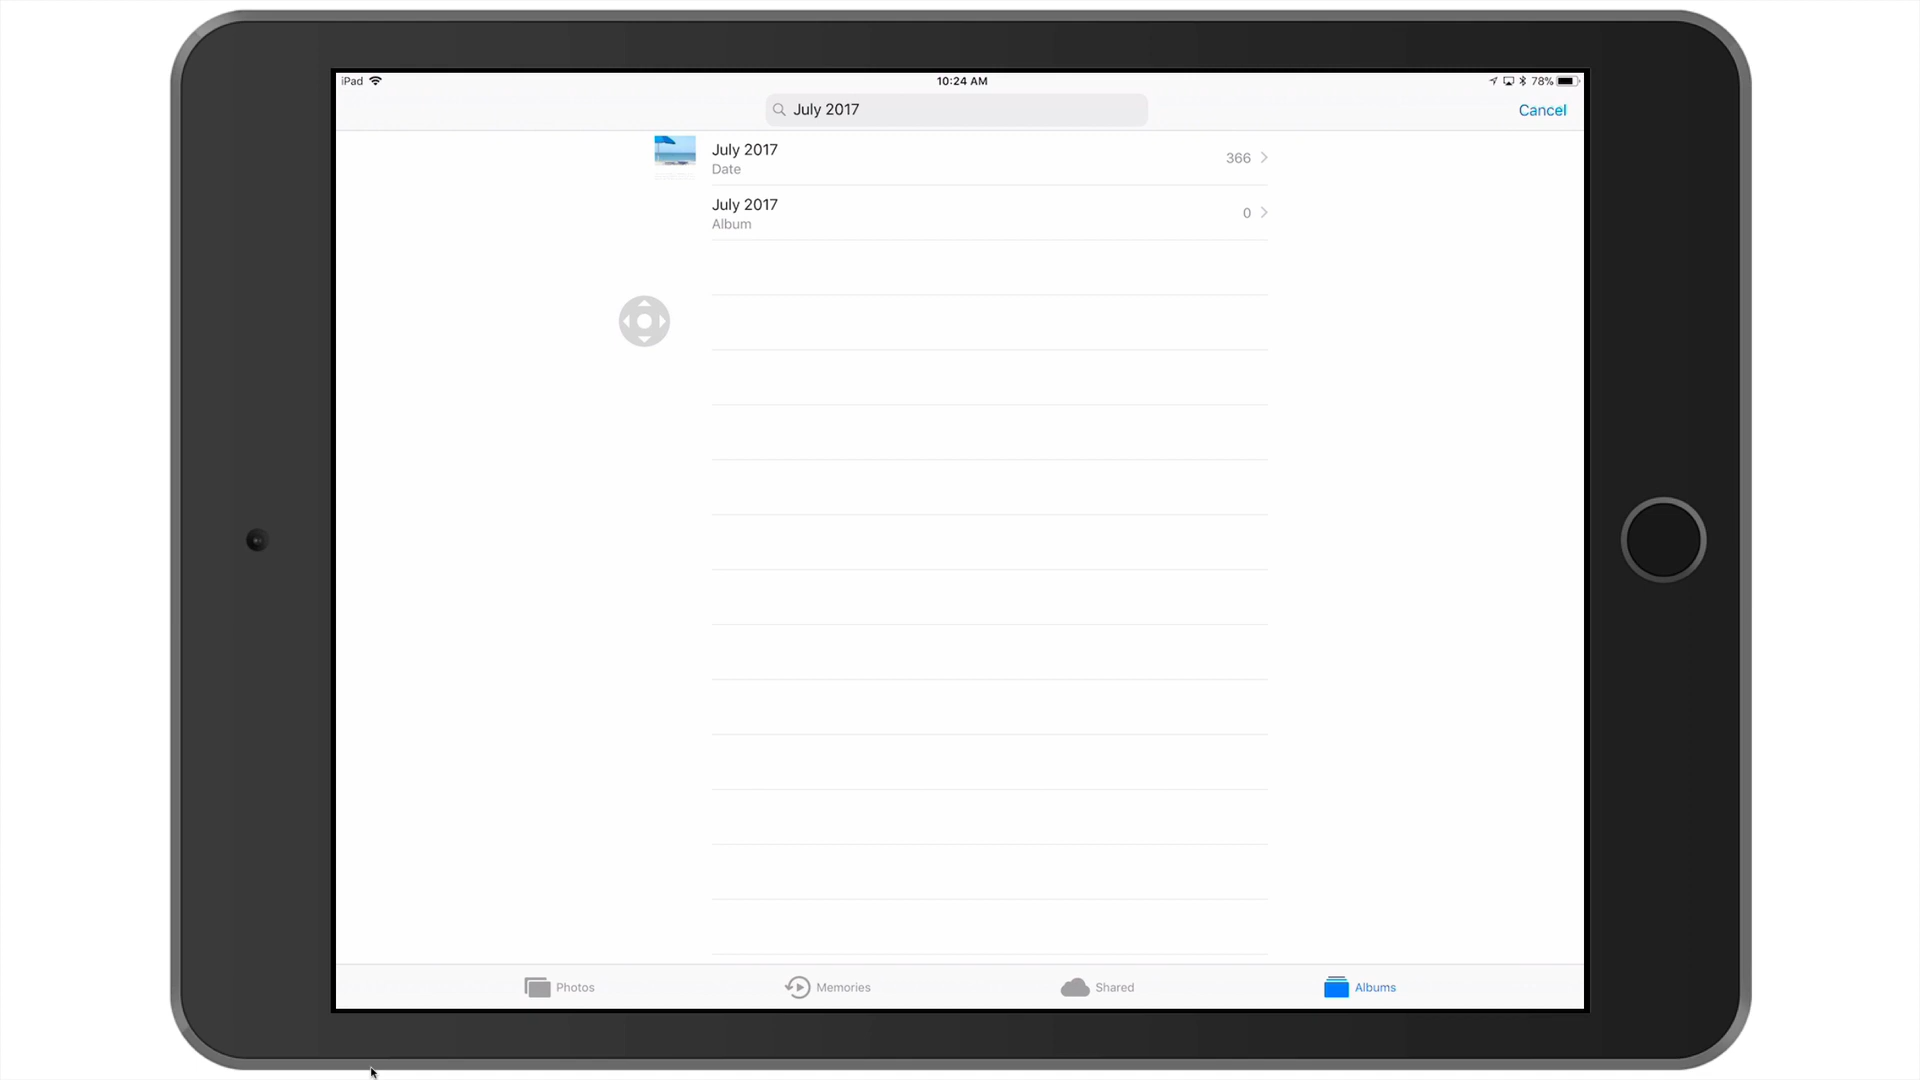 iPad 10:24 AM 78%
July 2017 Cancel
July 2017
Date 366
July 2017
Album 0
Photos Memories Shared Albums